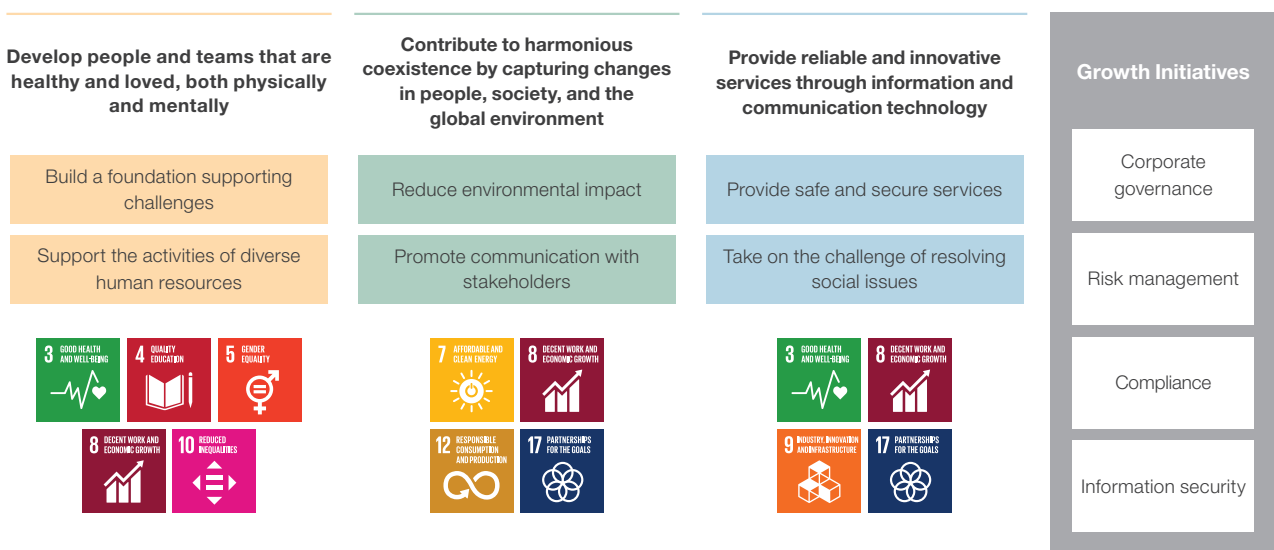 Develop people and teams that are
healthy and loved, both physically
and mentally
Build a foundation supporting
challenges
Support the activities of diverse
human resources
3 GOOD HEALTH
AND WELL-BEING
4 QUALITY
EDUCATION
5 GENDER
EQUALITY
8 DECENT WORK AND
ECONOMIC GROWTH
10 REDUCED
INEQUALITIES
Contribute to harmonious
coexistence by capturing changes
in people, society, and the
global environment
Reduce environmental impact
Promote communication with
stakeholders
7 AFFORDABLE AND
CLEAN ENERGY
8 DECENT WORK AND
ECONOMIC GROWTH
12 RESPONSIBLE
CONSUMPTION
AND PRODUCTION
17 PARTNERSHIPS
FOR THE GOALS
Provide reliable and innovative
services through information and
communication technology
Provide safe and secure services
Take on the challenge of resolving
social issues
3 GOOD HEALTH
AND WELL-BEING
8 DECENT WORK AND
ECONOMIC GROWTH
9 INDUSTRY, INNOVATION
AND INFRASTRUCTURE
17 PARTNERSHIPS
FOR THE GOALS
Growth Initiatives
Corporate
governance
Risk management
Compliance
Information security